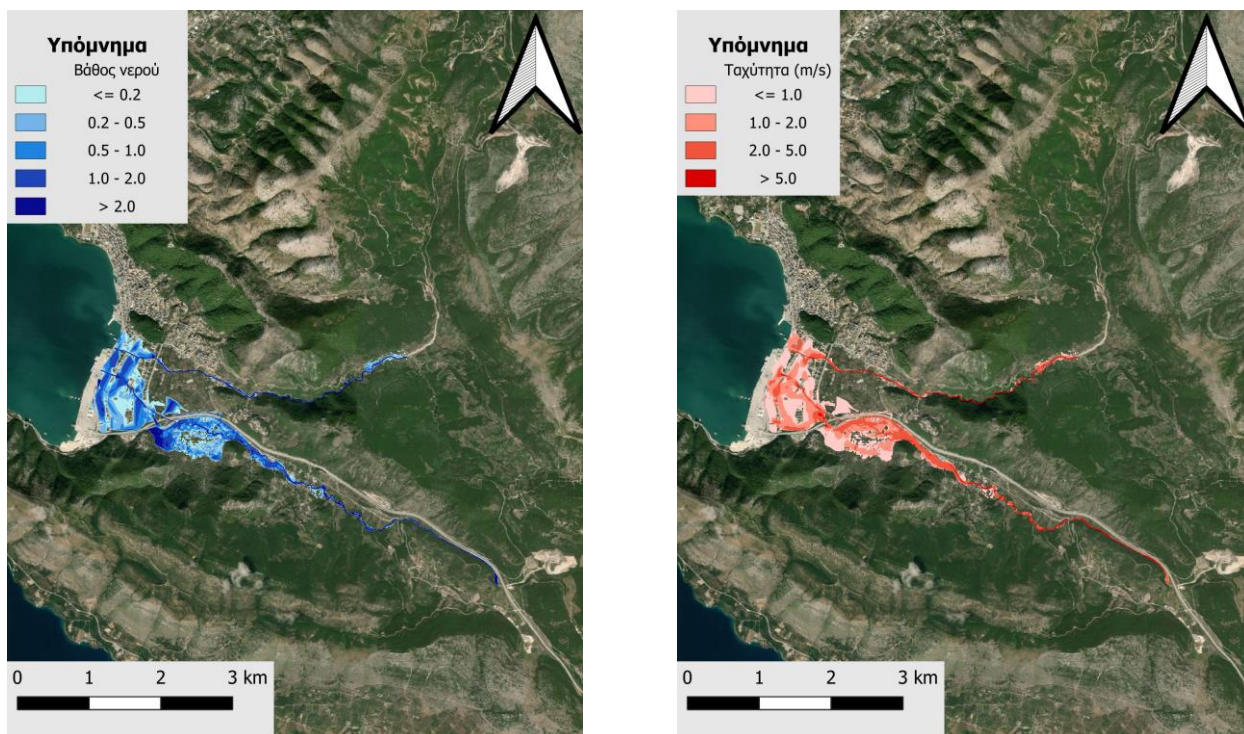 Υπόμνημα
Βάθος νερού
<= 0.2
0.2 - 0.5
0.5 - 1.0
1.0 - 2.0
> 2.0
0 1 2 3 km
Υπόμνημα
Ταχύτητα (m/s)
<= 1.0
1.0 - 2.0
2.0 - 5.0
> 5.0
0 1 2 3 km